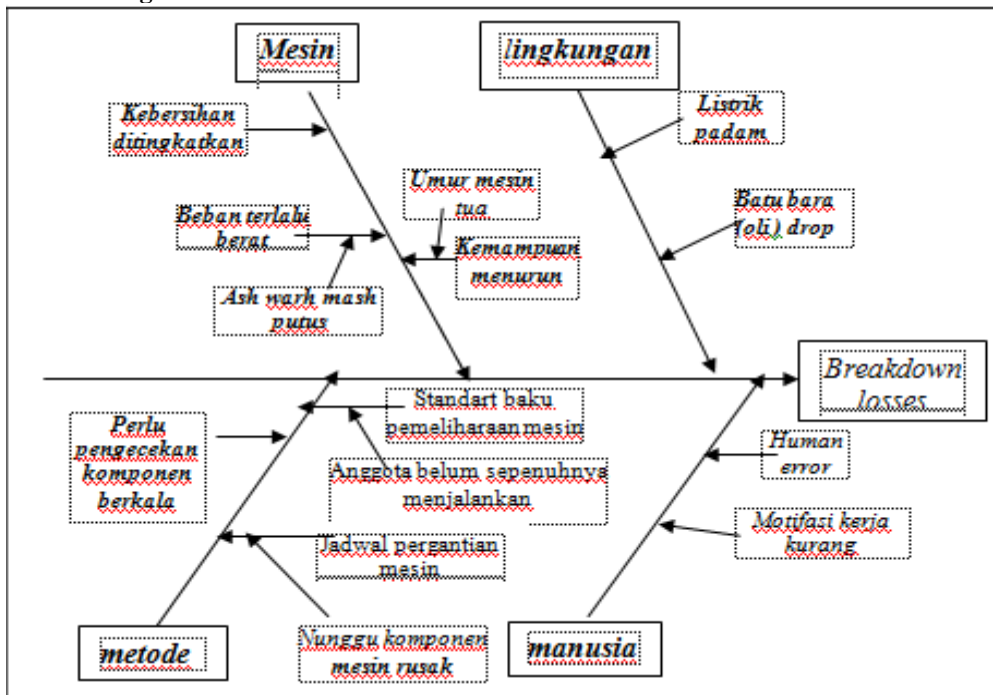 Mesin
lingkungan
Kebersihan
ditingkatkan
Listrik
padam
Umur mesin
tua
Beban terlalu
berat
Batu bara
(oli.) drop
Kemampuan
menurun
Ash warh mash
putus
Breakdown
losses
Standart baku
pemeliharaan mesin
Perlu
pengecekan
komponen
berkala
Human
error
Anggota belum sepenuhnya
menjalankan
Motifasi kerja
kurang
Jadwal pergantian
mesin
metode
Nunggu komponen
mesin rusak
manusia